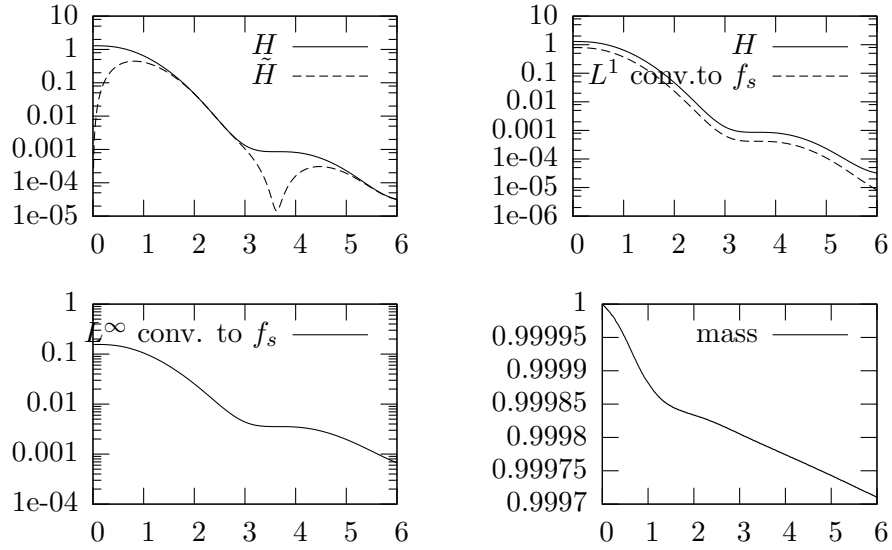 10
1
0.1
0.01
0.001
1e-04
1e-05
0 1 2 3 4 5 6
H
H̃
10
1
0.1
0.01
0.001
1e-04
1e-05
1e-06
0 1 2 3 4 5 6
H
L¹ conv.to fₛ
1
0.1
0.01
0.001
1e-04
0 1 2 3 4 5 6
L∞ conv. to fₛ
1
0.99995
0.9999
0.99985
0.9998
0.99975
0.9997
0 1 2 3 4 5 6
mass